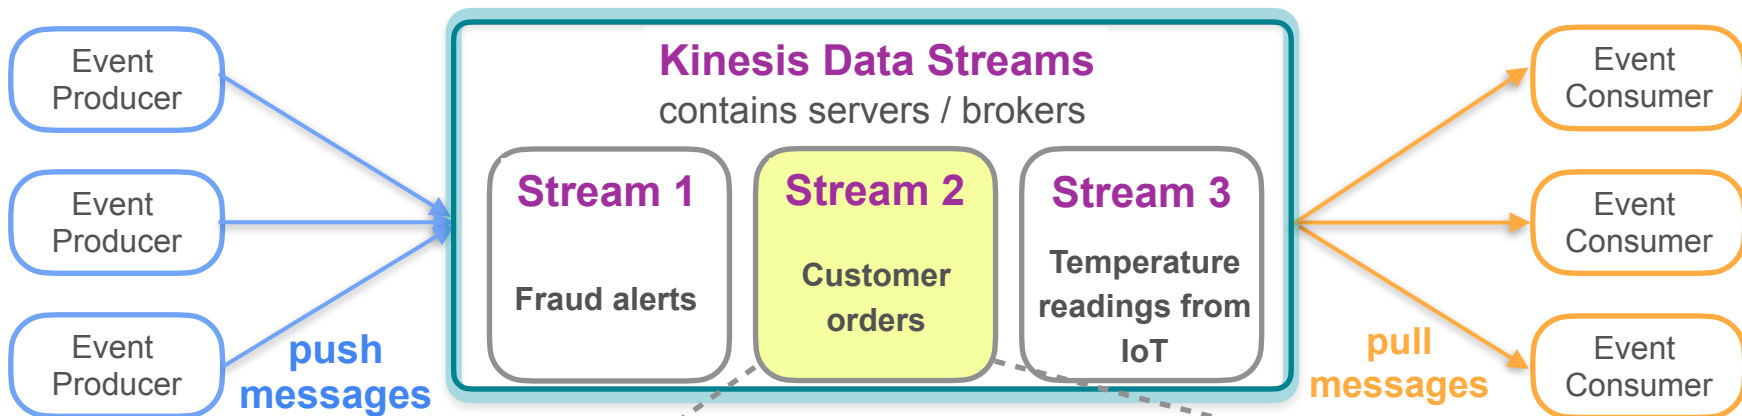 Event
Producer
Event
Producer
Event
Producer
push
messages
Kinesis Data Streams
contains servers / brokers
Stream 1
Fraud alerts
Stream 2
Customer
orders
Stream 3
Temperature
readings from
IoT
pull
messages
Event
Consumer
Event
Consumer
Event
Consumer